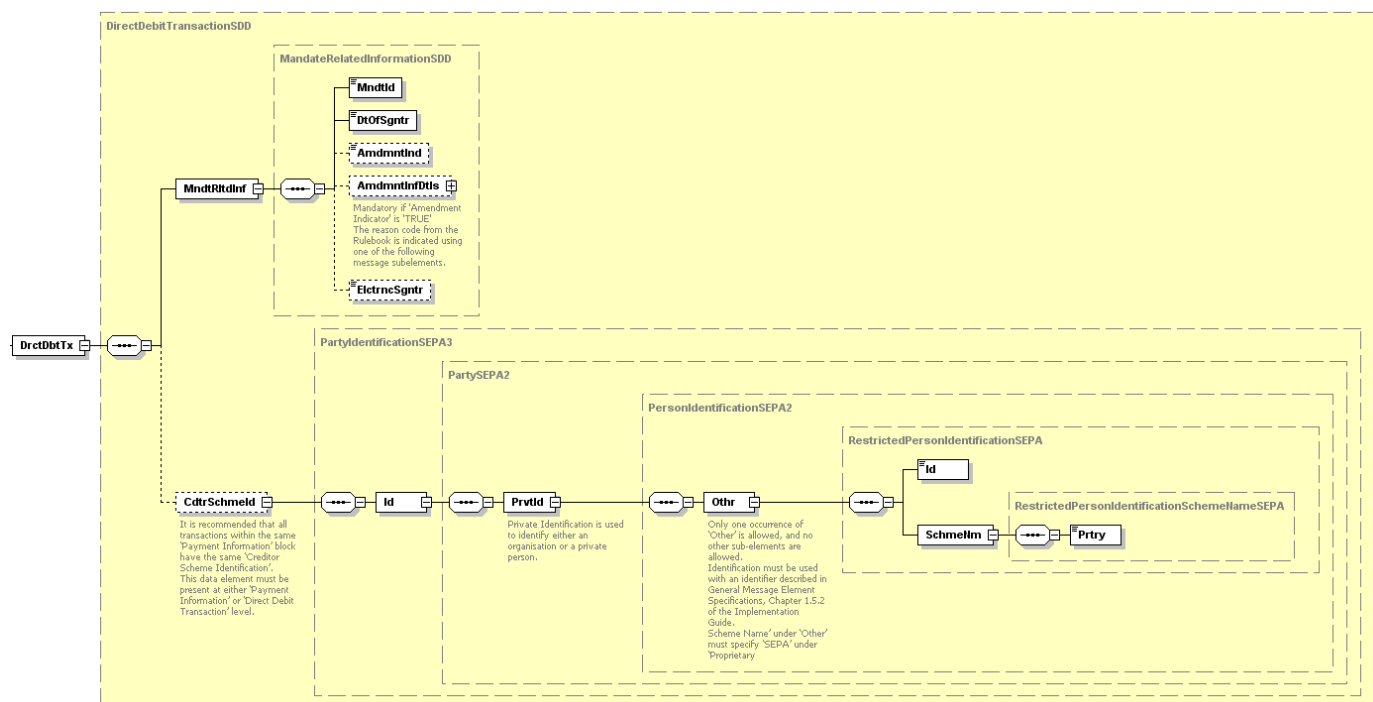 DirectDebitTransactionSDD
MandateRelatedInformationSDD
MndtId
DtOfSgntr
AmdmntInd
MndtRltdInf
AmdmntInfDtls
Mandatory if 'Amendment
Indicator' is 'TRUE'
The reason code from the
Rulebook is indicated using
one of the following
message subelements.
ElctrncSgntr
DrctDbtTx
PartyIdentificationSEPA3
PartySEPA2
PersonIdentificationSEPA2
RestrictedPersonIdentificationSEPA
Id
CdtrSchmeId
It is recommended that all
transactions within the same
'Payment Information' block
have the same 'Creditor
Scheme Identification'.
This data element must be
present at either 'Payment
Information' or 'Direct Debit
Transaction' level.
Id
PrvtId
Private Identification is used
to identify either an
organisation or a private
person.
Othr
Only one occurrence of
'Other' is allowed, and no
other sub-elements are
allowed.
Identification must be used
with an identifier described in
General Message Element
Specifications, Chapter 1.5.2
of the Implementation
Guide.
Scheme Name' under 'Other'
must specify 'SEPA' under
'Proprietary
RestrictedPersonIdentificationSchemeNameSEPA
SchmeNm
Prtry